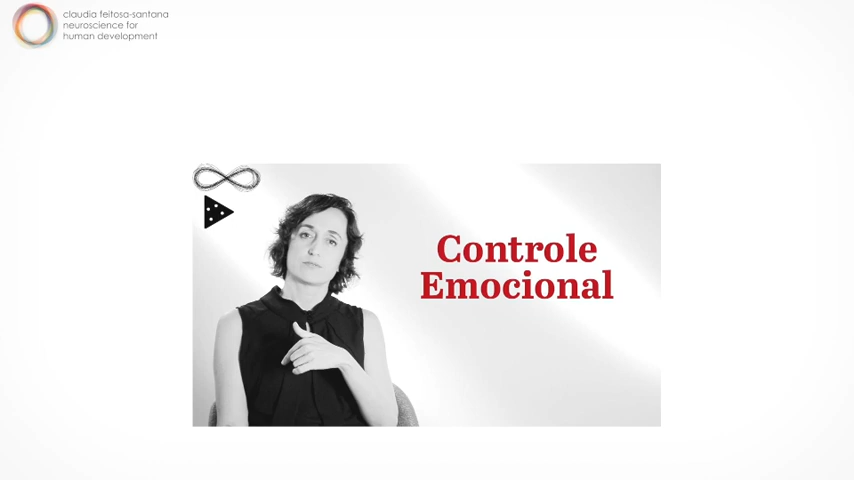 claudia feitosa-santana
neuroscience for
human development
Controle
Emocional